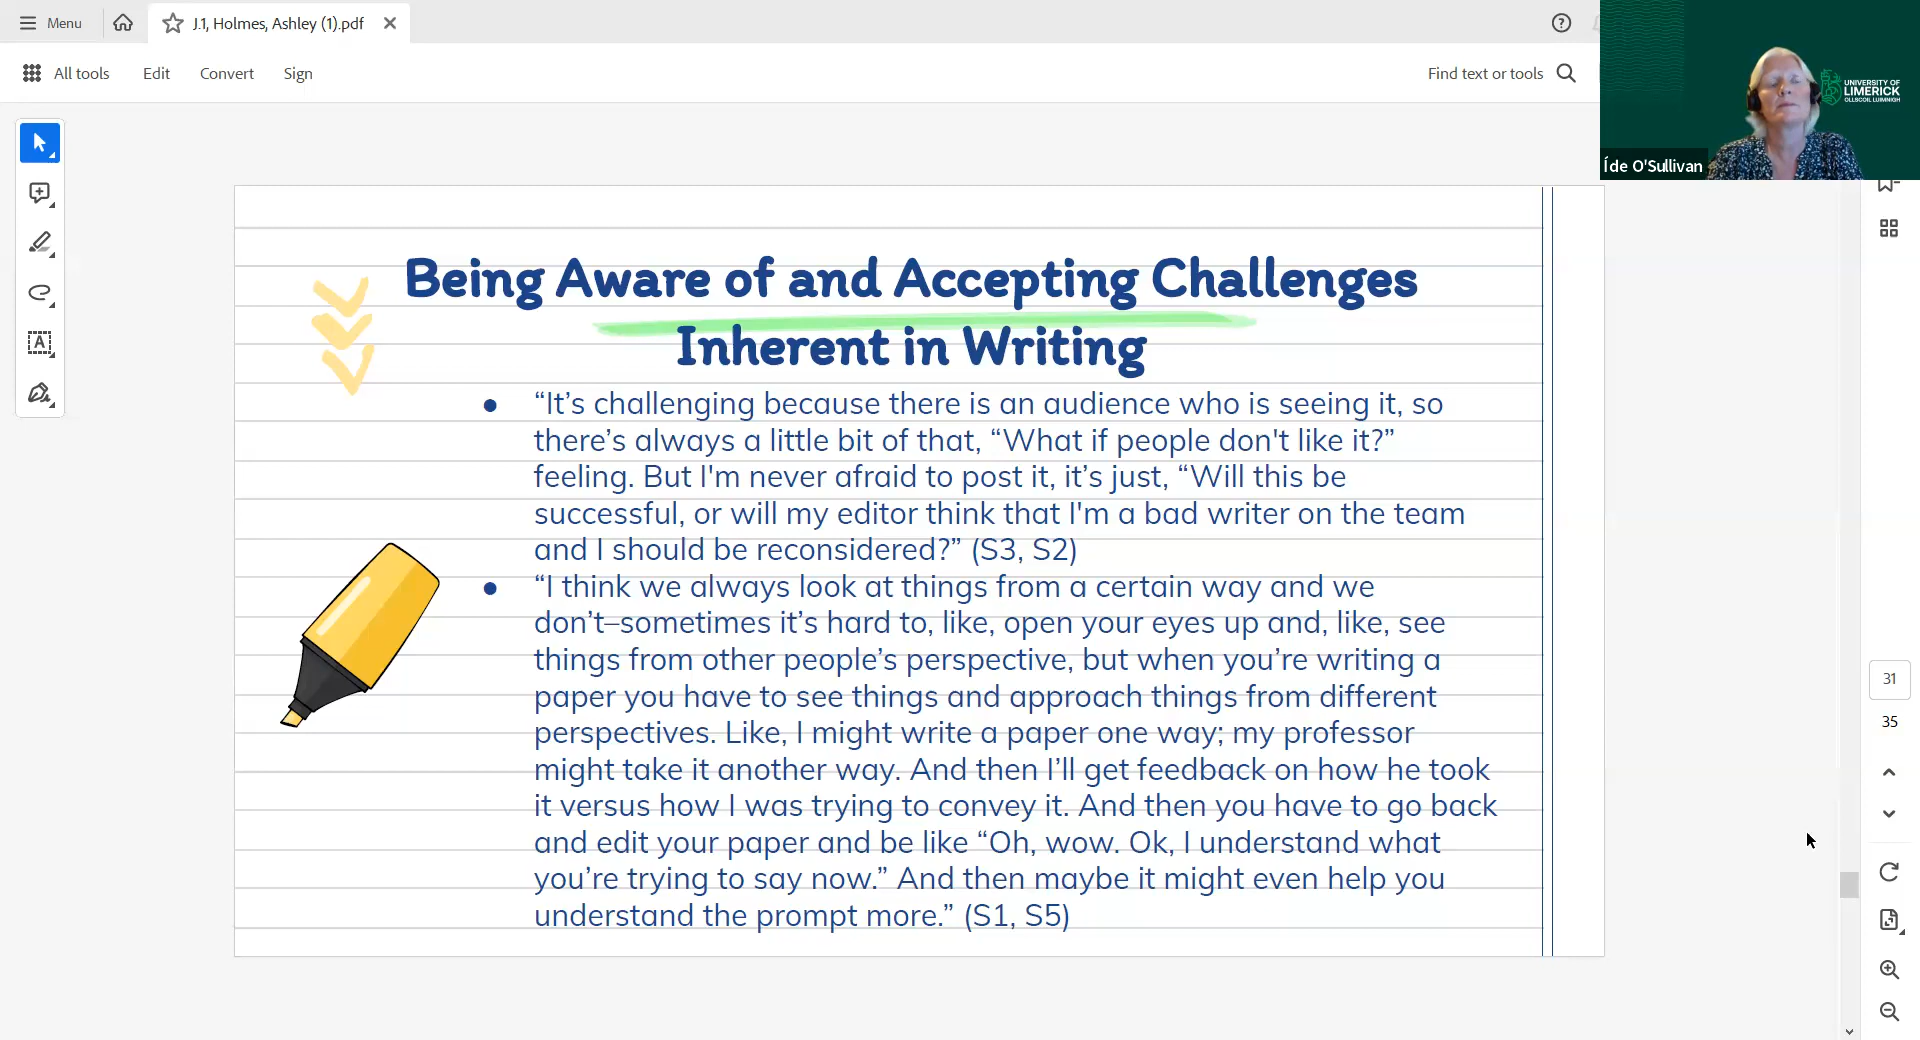 Menu
J.1, Holmes, Ashley (1).pdf
All tools
Edit
Convert
Sign
Find text or tools
UNIVERSITY OF
LIMERICK
OLLSCOIL LUIMNIGH
Íde O'Sullivan
Being Aware of and Accepting Challenges
Inherent in Writing
“It’s challenging because there is an audience who is seeing it, so
there’s always a little bit of that, “What if people don't like it?”
feeling. But I'm never afraid to post it, it’s just, “Will this be
successful, or will my editor think that I'm a bad writer on the team
and I should be reconsidered?” (S3, S2)
“I think we always look at things from a certain way and we
don’t–sometimes it’s hard to, like, open your eyes up and, like, see
things from other people’s perspective, but when you’re writing a
paper you have to see things and approach things from different
perspectives. Like, I might write a paper one way; my professor
might take it another way. And then I’ll get feedback on how he took
it versus how I was trying to convey it. And then you have to go back
and edit your paper and be like “Oh, wow. Ok, I understand what
you’re trying to say now.” And then maybe it might even help you
understand the prompt more.” (S1, S5)
31
35